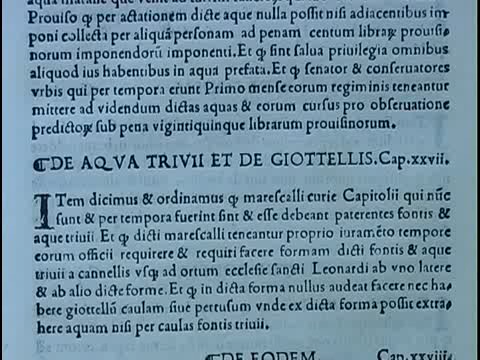 Prouiso ꝙ per actationem dicte aque nulla possit nisi adiacentibus im
poni collecta per aliquã personam ad penam centum libraꝝ prouisi⸗
norum imponendorũ imponenti. Et ꝙ sint salua priuilegia omnibus
aliquod ius habentibus in aqua prefata. Et ꝙ senator & conseruatores
vrbis qui per tempora erunt Primo mense eorum regiminis teneantur
mittere ad videndum dictas aquas & eorum cursus pro obseruatione
predictoꝝ sub pena vigintiquinque librarum prouisinorum.
⸿DE AQVA TRIVII ET DE GIOTTELLIS. Cap.xxvii.
ITem dicimus & ordinamus ꝙ marescalli curie Capitolii qui nũc
sunt & per tempora fuerint sint & esse debeant paterentes fontis &
aque triuii. Et ꝙ dicti marescalli teneantur proprio iuramẽto tempore
eorum officii requirere & requiri facere formam dicti fontis & aque
triuii a cannellis vsꝙ ad ortum ecclesie sancti Leonardi ab vno latere
& ab alio dicte forme. Et ꝙ in dicta forma nullus audeat facere nec ha⸗
bere giottellũ caulam siue pertusum vnde ex dicta forma possit extra⸗
here aquam nisi per caulas fontis triuii.
⸿DE EODEM Cap.xxviii.